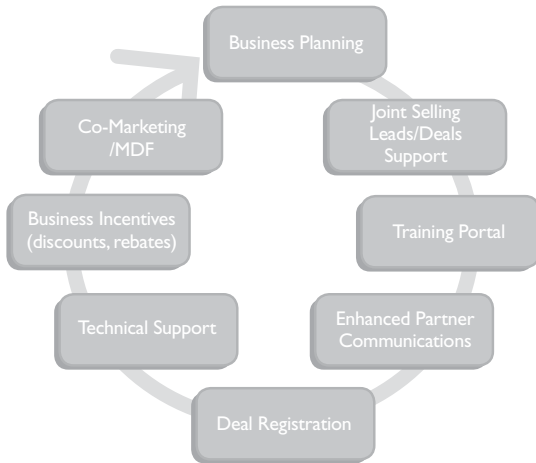 Business Planning
Joint Selling
Leads/Deals
Support
Training Portal
Enhanced Partner
Communications
Deal Registration
Technical Support
Business Incentives
(discounts, rebates)
Co-Marketing
/MDF